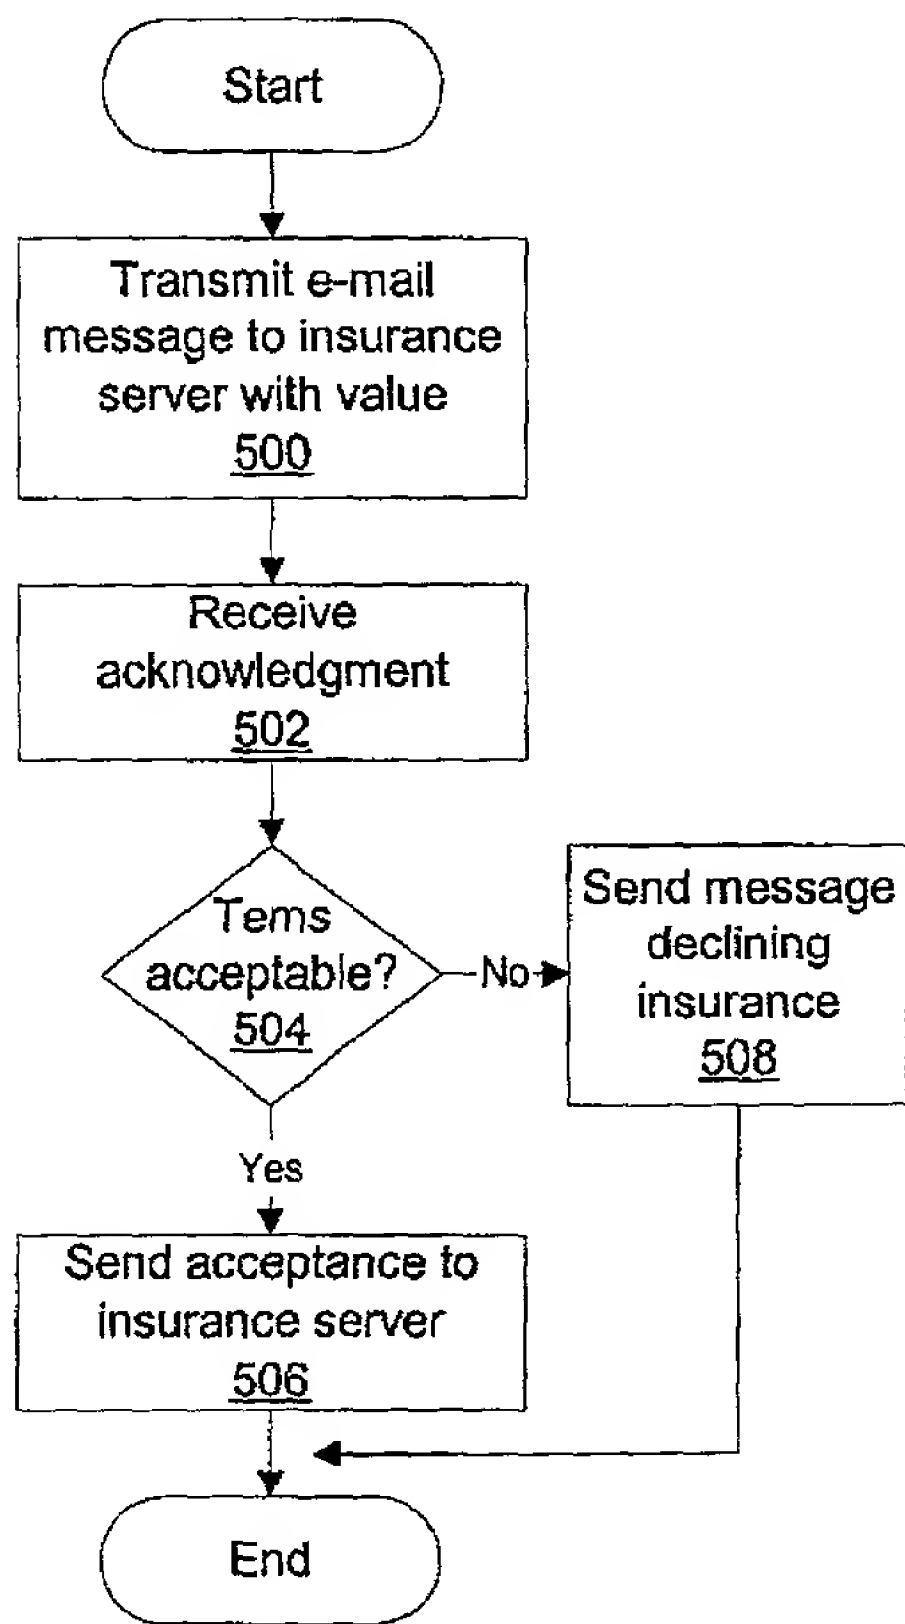 Start
Transmit e-mail
message to insurance
server with value
500
Receive
acknowledgment
502
Tems
acceptable?
504
No
Send message
declining
insurance
508
Yes
Send acceptance to
insurance server
506
End